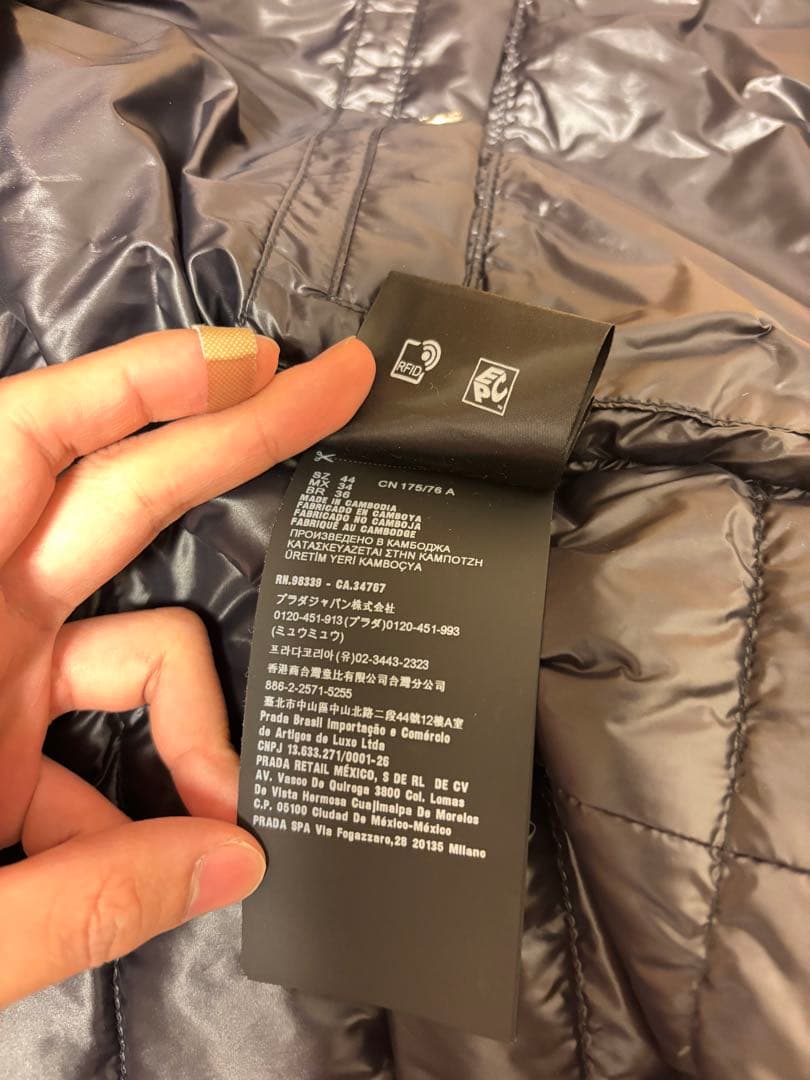 RFID
EPC
SZ 44
MX 34
BR 36
CN 175/76 A
MADE IN CAMBODIA
FABRICADO EN CAMBOYA
FABRICADO NO CAMBOJA
FABRIQUÉ AU CAMBODGE
ПРОИЗВЕДЕНО В КАМБОДЖА
ΚΑΤΑΣΚΕΥΑΖΕΤΑΙ ΣΤΗΝ ΚΑΜΠΟΤΖΗ
ÜRETİM YERİ KAMBOÇYA
RN.98339 - CA.34767
プラダジャパン株式会社
0120-451-913(プラダ)0120-451-993
(ミュウミュウ)
프라다코리아(유)02-3443-2323
香港商台灣壹比有限公司台灣分公司
886-2-2571-5255
臺北市中山區中山北路二段44號12樓A室
Prada Brasil Importação e Comércio
de Artigos de Luxo Ltda
CNPJ 13.633.271/0001-26
PRADA RETAIL MÉXICO, S DE RL DE CV
AV. Vasco De Quiroga 3800 Col. Lomas
De Vista Hermosa Cuajimalpa De Morelos
C.P. 05100 Ciudad De México-México
PRADA SPA Via Fogazzaro,28 20135 Milano